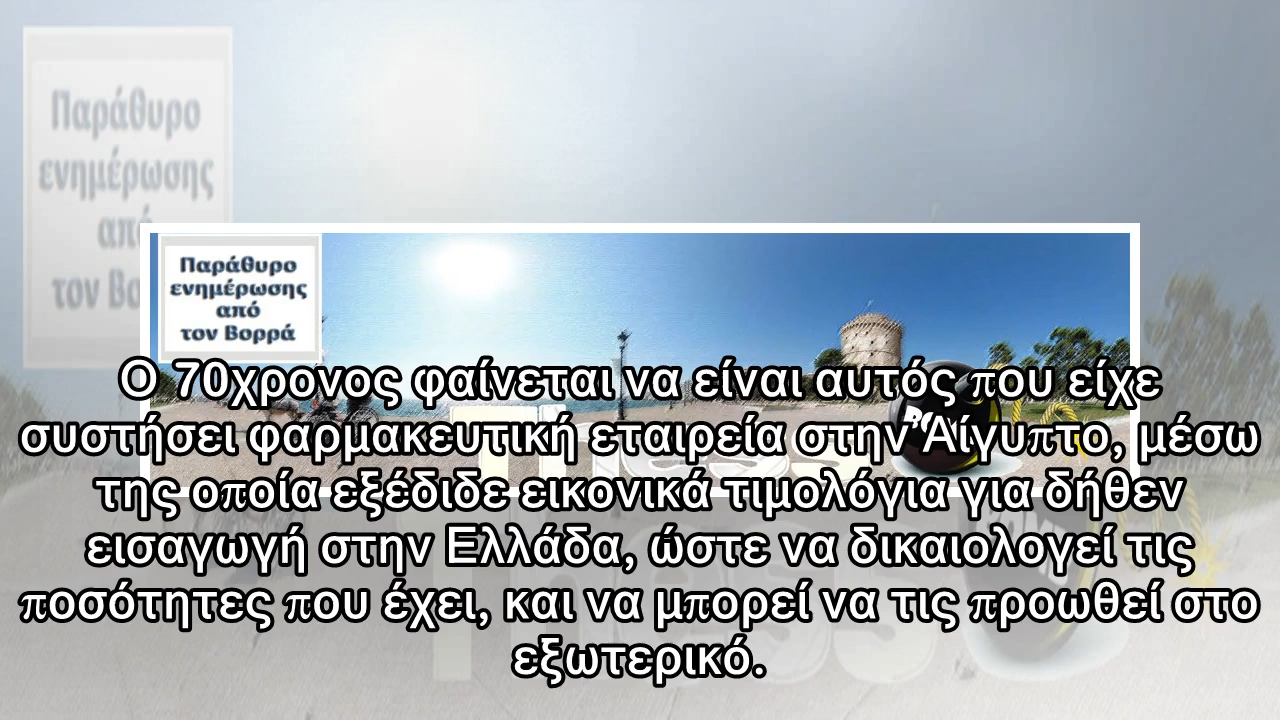 Παράθυρο
ενημέρωσης
από
τον Βορρά
Ο 70χρονος φαίνεται να είναι αυτός που είχε
συστήσει φαρμακευτική εταιρεία στην Αίγυπτο, μέσω
της οποία εξέδιδε εικονικά τιμολόγια για δήθεν
εισαγωγή στην Ελλάδα, ώστε να δικαιολογεί τις
ποσότητες που έχει, και να μπορεί να τις προωθεί στο
εξωτερικό.